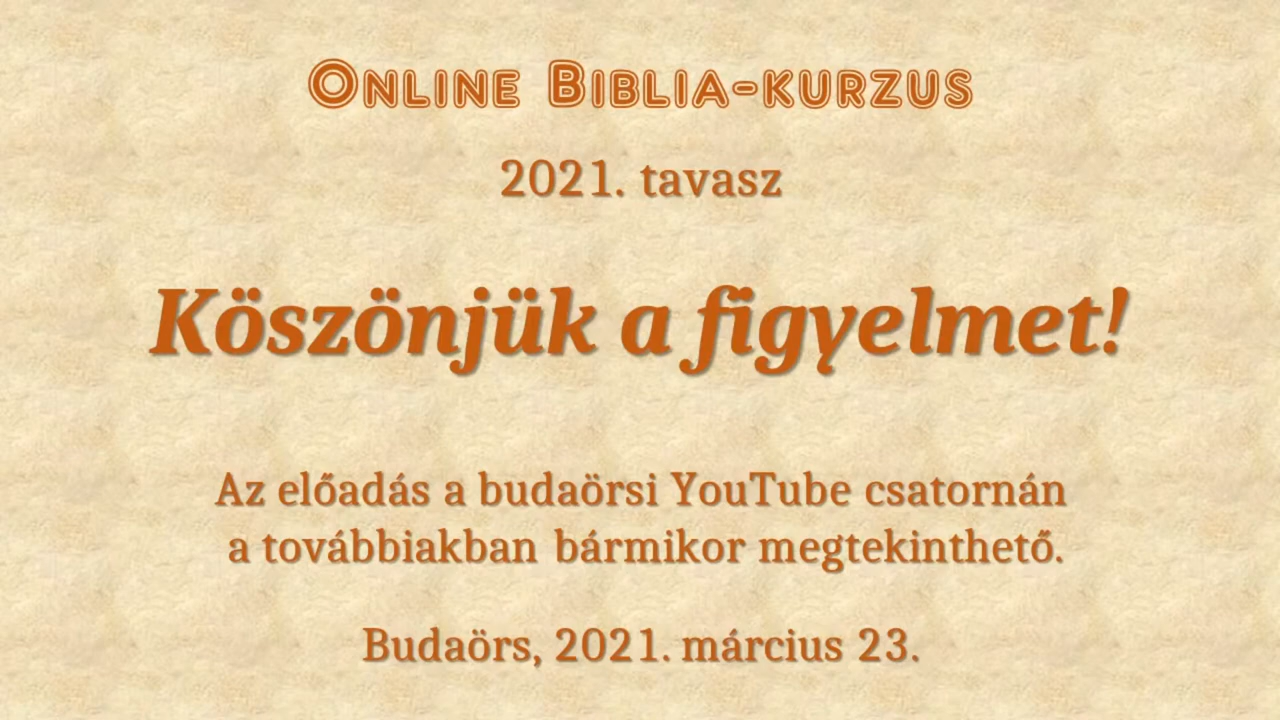 Online Biblia-kurzus
2021. tavasz
Köszönjük a figyelmet!
Az előadás a budaörsi YouTube csatornán
a továbbiakban bármikor megtekinthető.
Budaörs, 2021. március 23.